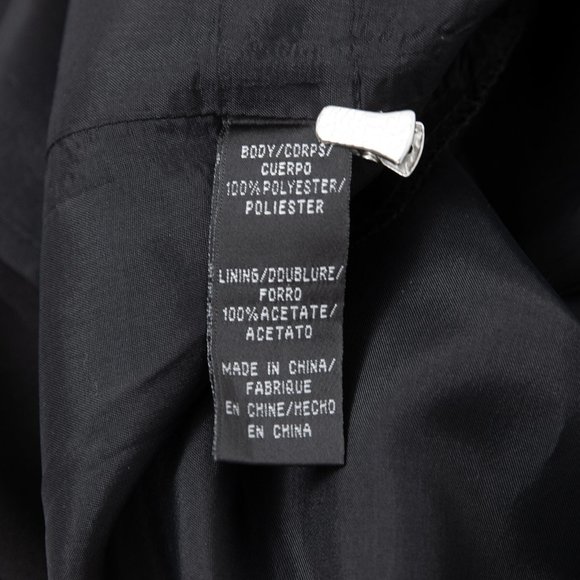 BODY/CORPS/
CUERPO
100%POLYESTER/
POLIESTER
LINING/DOUBLURE/
FORRO
100%ACETATE/
ACETATO
MADE IN CHINA/
FABRIQUE
EN CHINE/HECHO
EN CHINA